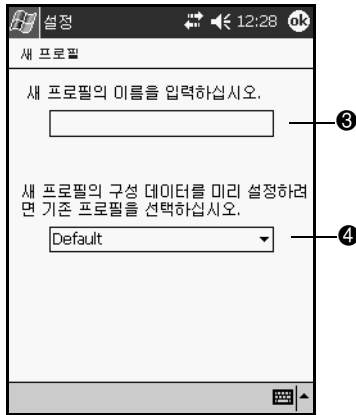 설정 12:28 ok
새 프로필
새 프로필의 이름을 입력하십시오.
❸
새 프로필의 구성 데이터를 미리 설정하려
면 기존 프로필을 선택하십시오.
Default
❹